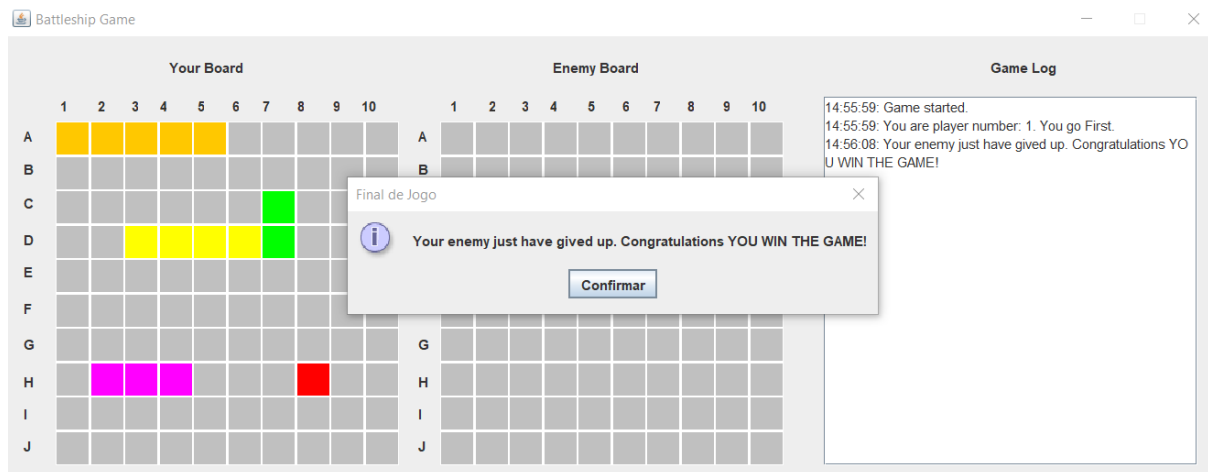 Battleship Game
Your Board
Enemy Board
Game Log
1 2 3 4 5 6 7 8 9 10
1 2 3 4 5 6 7 8 9 10
14:55:59: Game started.
14:55:59: You are player number: 1. You go First.
14:56:08: Your enemy just have gived up. Congratulations YO
U WIN THE GAME!
A
B
C
D
E
F
G
H
I
J
A
B
G
H
I
J
Final de Jogo
i
Your enemy just have gived up. Congratulations YOU WIN THE GAME!
Confirmar